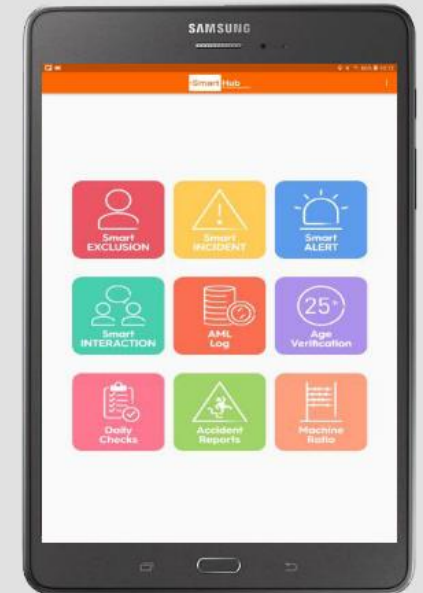 SAMSUNG
Smart Hub
Smart
EXCLUSION
Smart
INCIDENT
Smart
ALERT
Smart
INTERACTION
AML
Log
25+
Age
Verification
Daily
Checks
Accident
Reports
Machine
Ratio